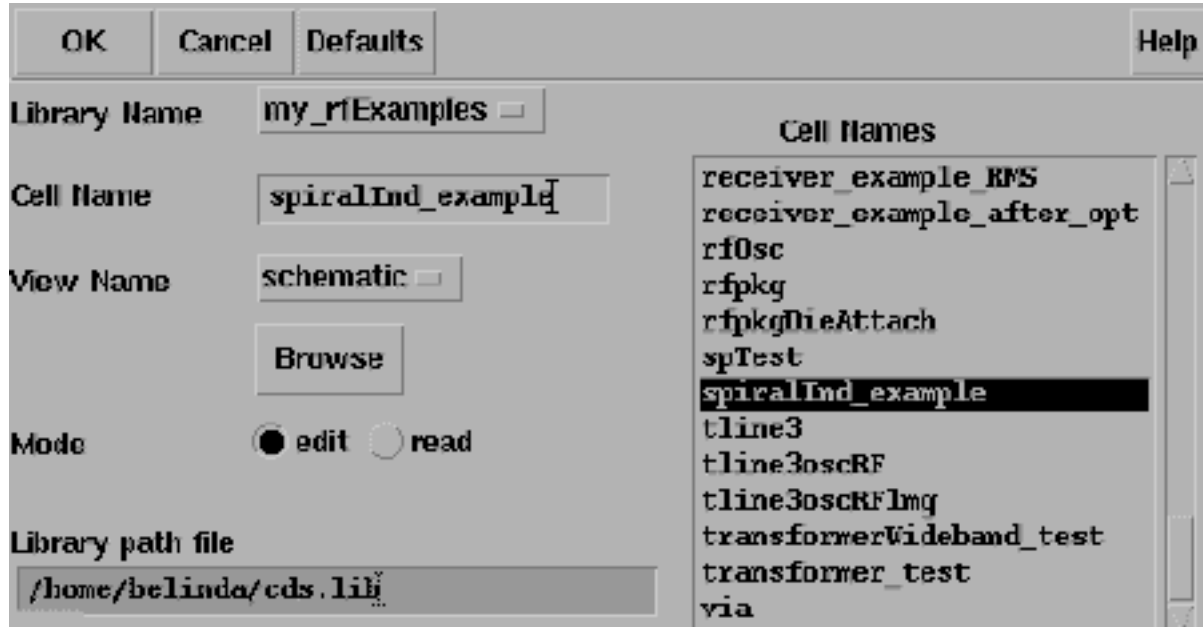 OK Cancel Defaults Help
Library Name my_rfExamples
Cell Name spiralInd_example
View Name schematic
Browse
Mode edit read
Library path file
/home/belinda/cds.lib
Cell Names
receiver_example_RMS
receiver_example_after_opt
rfOsc
rfpkg
rfpkgDieAttach
spTest
spiralInd_example
tline3
tline3oscRF
tline3oscRFlmg
transformerWideband_test
transformer_test
via